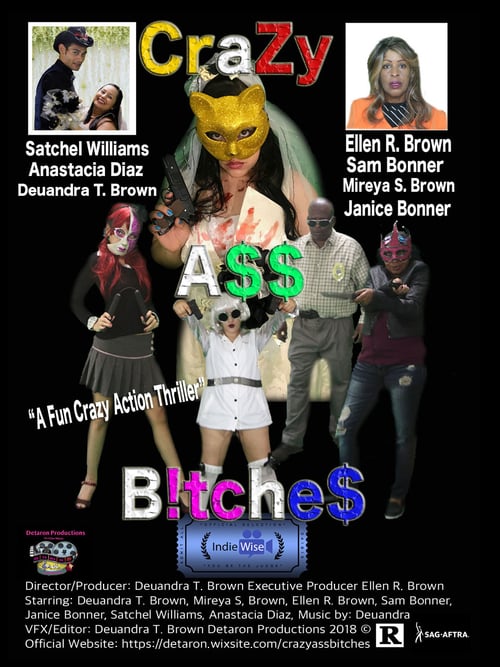 CraZy
Satchel Williams
Anastacia Diaz
Deuandra T. Brown
Ellen R. Brown
Sam Bonner
Mireya S. Brown
Janice Bonner
A$$
"A Fun Crazy Action Thriller"
B!tche$
Detaron Productions
OFFICIAL SELECTION
IndieWise
Director/Producer: Deuandra T. Brown Executive Producer Ellen R. Brown
Starring: Deuandra T. Brown, Mireya S, Brown, Ellen R. Brown, Sam Bonner,
Janice Bonner, Satchel Williams, Anastacia Diaz, Music by: Deuandra
VFX/Editor: Deuandra T. Brown Detaron Productions 2018 © R SAG-AFTRA.
Official Website: https://detaron.wixsite.com/crazyassbitches